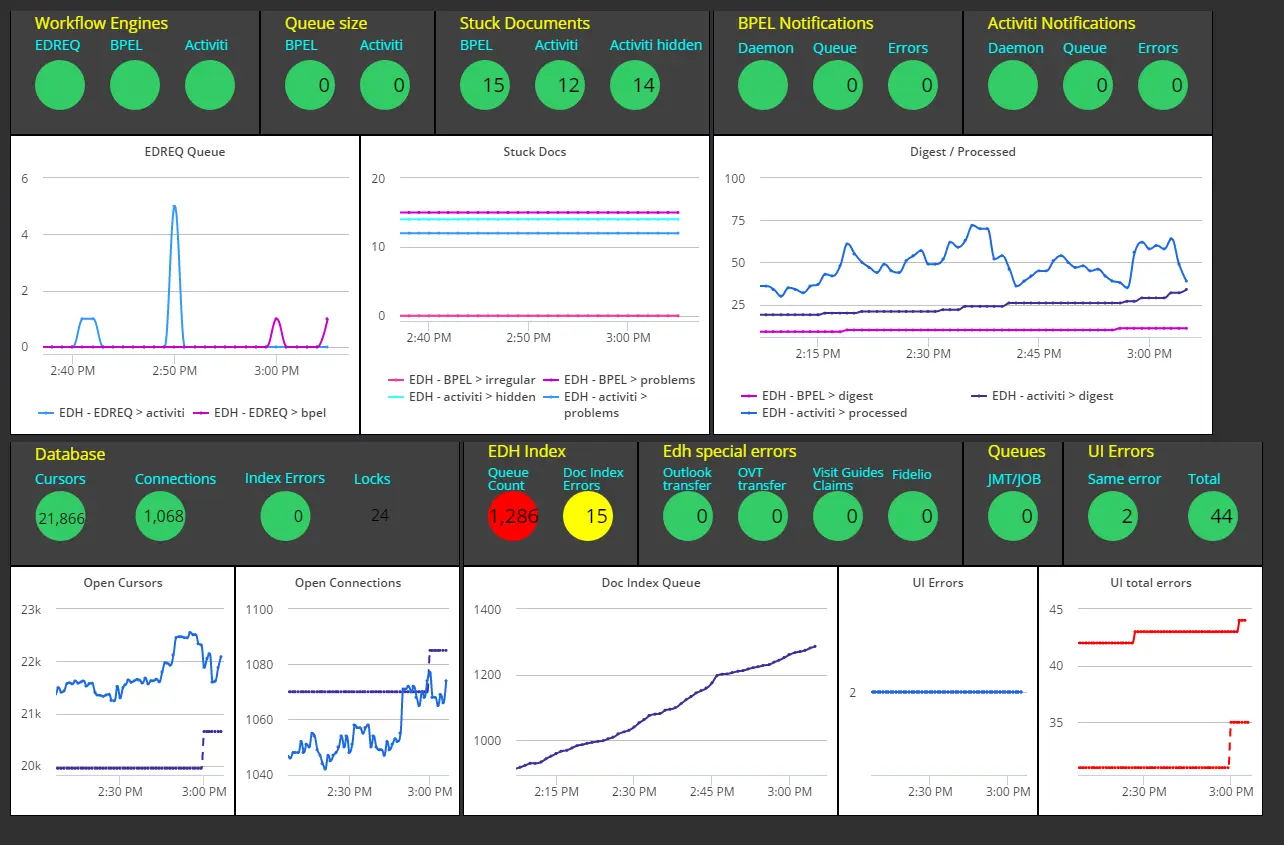 Workflow Engines
EDREQ BPEL Activiti
Queue size
BPEL Activiti
0 0
Stuck Documents
BPEL Activiti Activiti hidden
15 12 14
BPEL Notifications
Daemon Queue Errors
0 0
Activiti Notifications
Daemon Queue Errors
0 0
EDREQ Queue
6
4
2
0
2:40 PM 2:50 PM 3:00 PM
EDH - EDREQ > activiti EDH - EDREQ > bpel
Stuck Docs
20
10
0
2:40 PM 2:50 PM 3:00 PM
EDH - BPEL > irregular EDH - BPEL > problems
EDH - activiti > hidden EDH - activiti >
problems
Digest / Processed
100
75
50
25
2:15 PM 2:30 PM 2:45 PM 3:00 PM
EDH - BPEL > digest EDH - activiti > digest
EDH - activiti > processed
Database
Cursors Connections Index Errors Locks
21,866 1,068 0 24
EDH Index
Queue
Count
Doc Index
Errors
1,286 15
Edh special errors
Outlook
transfer
OVT
transfer
Visit Guides
Claims
Fidelio
0 0 0 0
Queues
JMT/JOB
0
UI Errors
Same error Total
2 44
Open Cursors
23k
22k
21k
20k
2:30 PM 3:00 PM
Open Connections
1100
1080
1060
1040
2:30 PM 3:00 PM
Doc Index Queue
1400
1200
1000
2:15 PM 2:30 PM 2:45 PM 3:00 PM
UI Errors
2
2:30 PM 3:00 PM
UI total errors
45
40
35
2:30 PM 3:00 PM